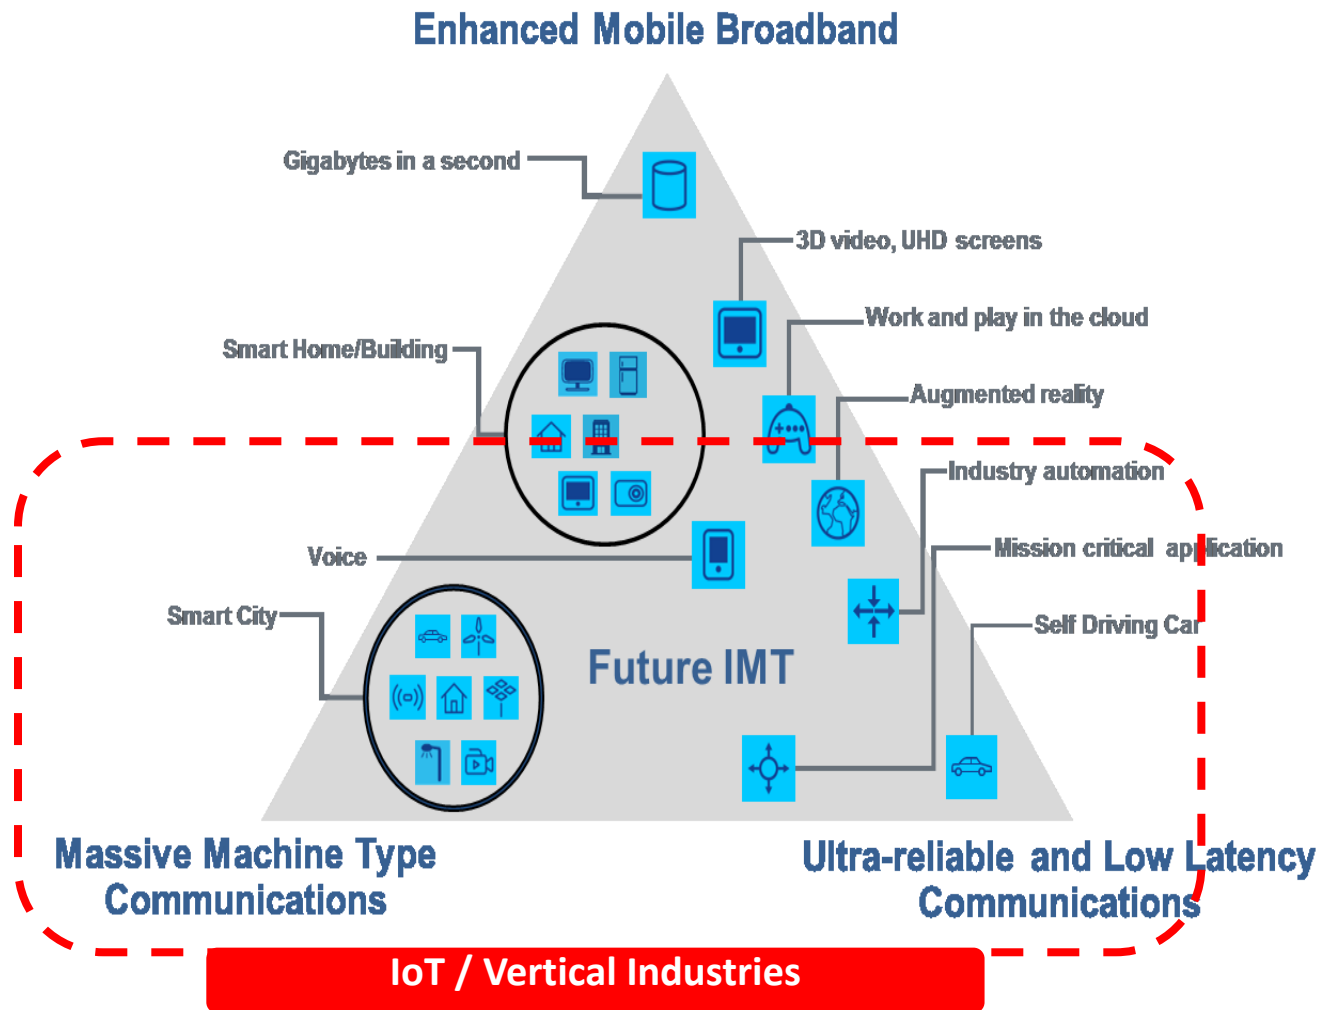 Enhanced Mobile Broadband
Gigabytes in a second
3D video, UHD screens
Work and play in the cloud
Smart Home/Building
Augmented reality
Industry automation
Voice
Mission critical application
Smart City
Self Driving Car
Future IMT
Massive Machine Type
Communications
Ultra-reliable and Low Latency
Communications
IoT / Vertical Industries